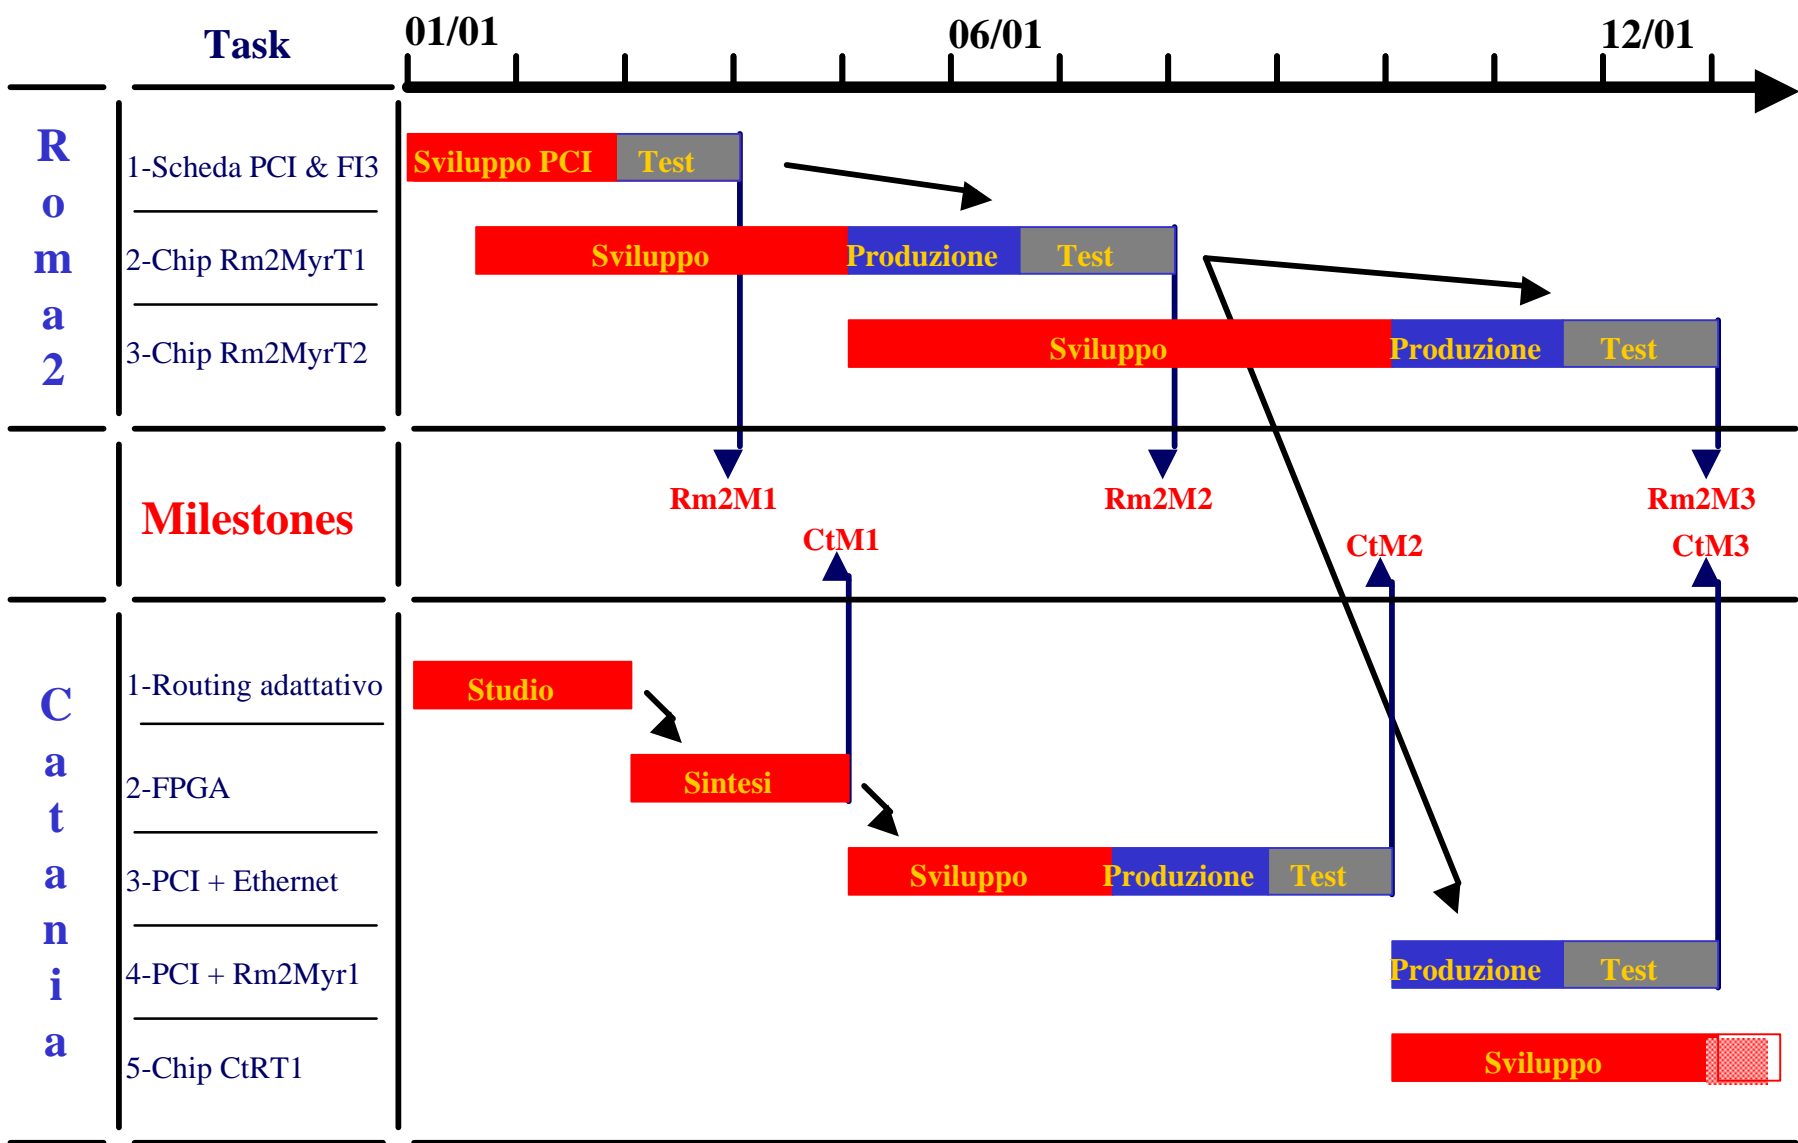 Task
01/01
06/01
12/01
Roma2
1-Scheda PCI & FI3
Sviluppo PCI
Test
2-Chip Rm2MyrT1
Sviluppo
Produzione
Test
3-Chip Rm2MyrT2
Sviluppo
Produzione
Test
Milestones
Rm2M1
Rm2M2
Rm2M3
CtM1
CtM2
CtM3
Catania
1-Routing adattativo
Studio
2-FPGA
Sintesi
3-PCI + Ethernet
Sviluppo
Produzione
Test
4-PCI + Rm2Myr1
Produzione
Test
5-Chip CtRT1
Sviluppo